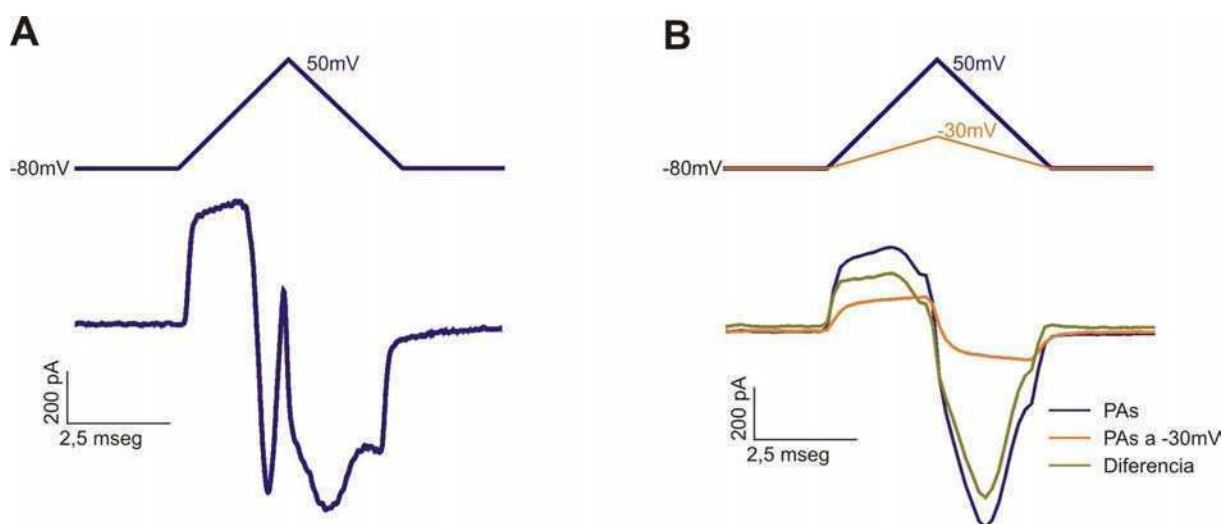 A
50mV
-80mV
200 pA
2,5 mseg
B
50mV
-30mV
-80mV
200 pA
2,5 mseg
PAs
PAs a -30mV
Diferencia